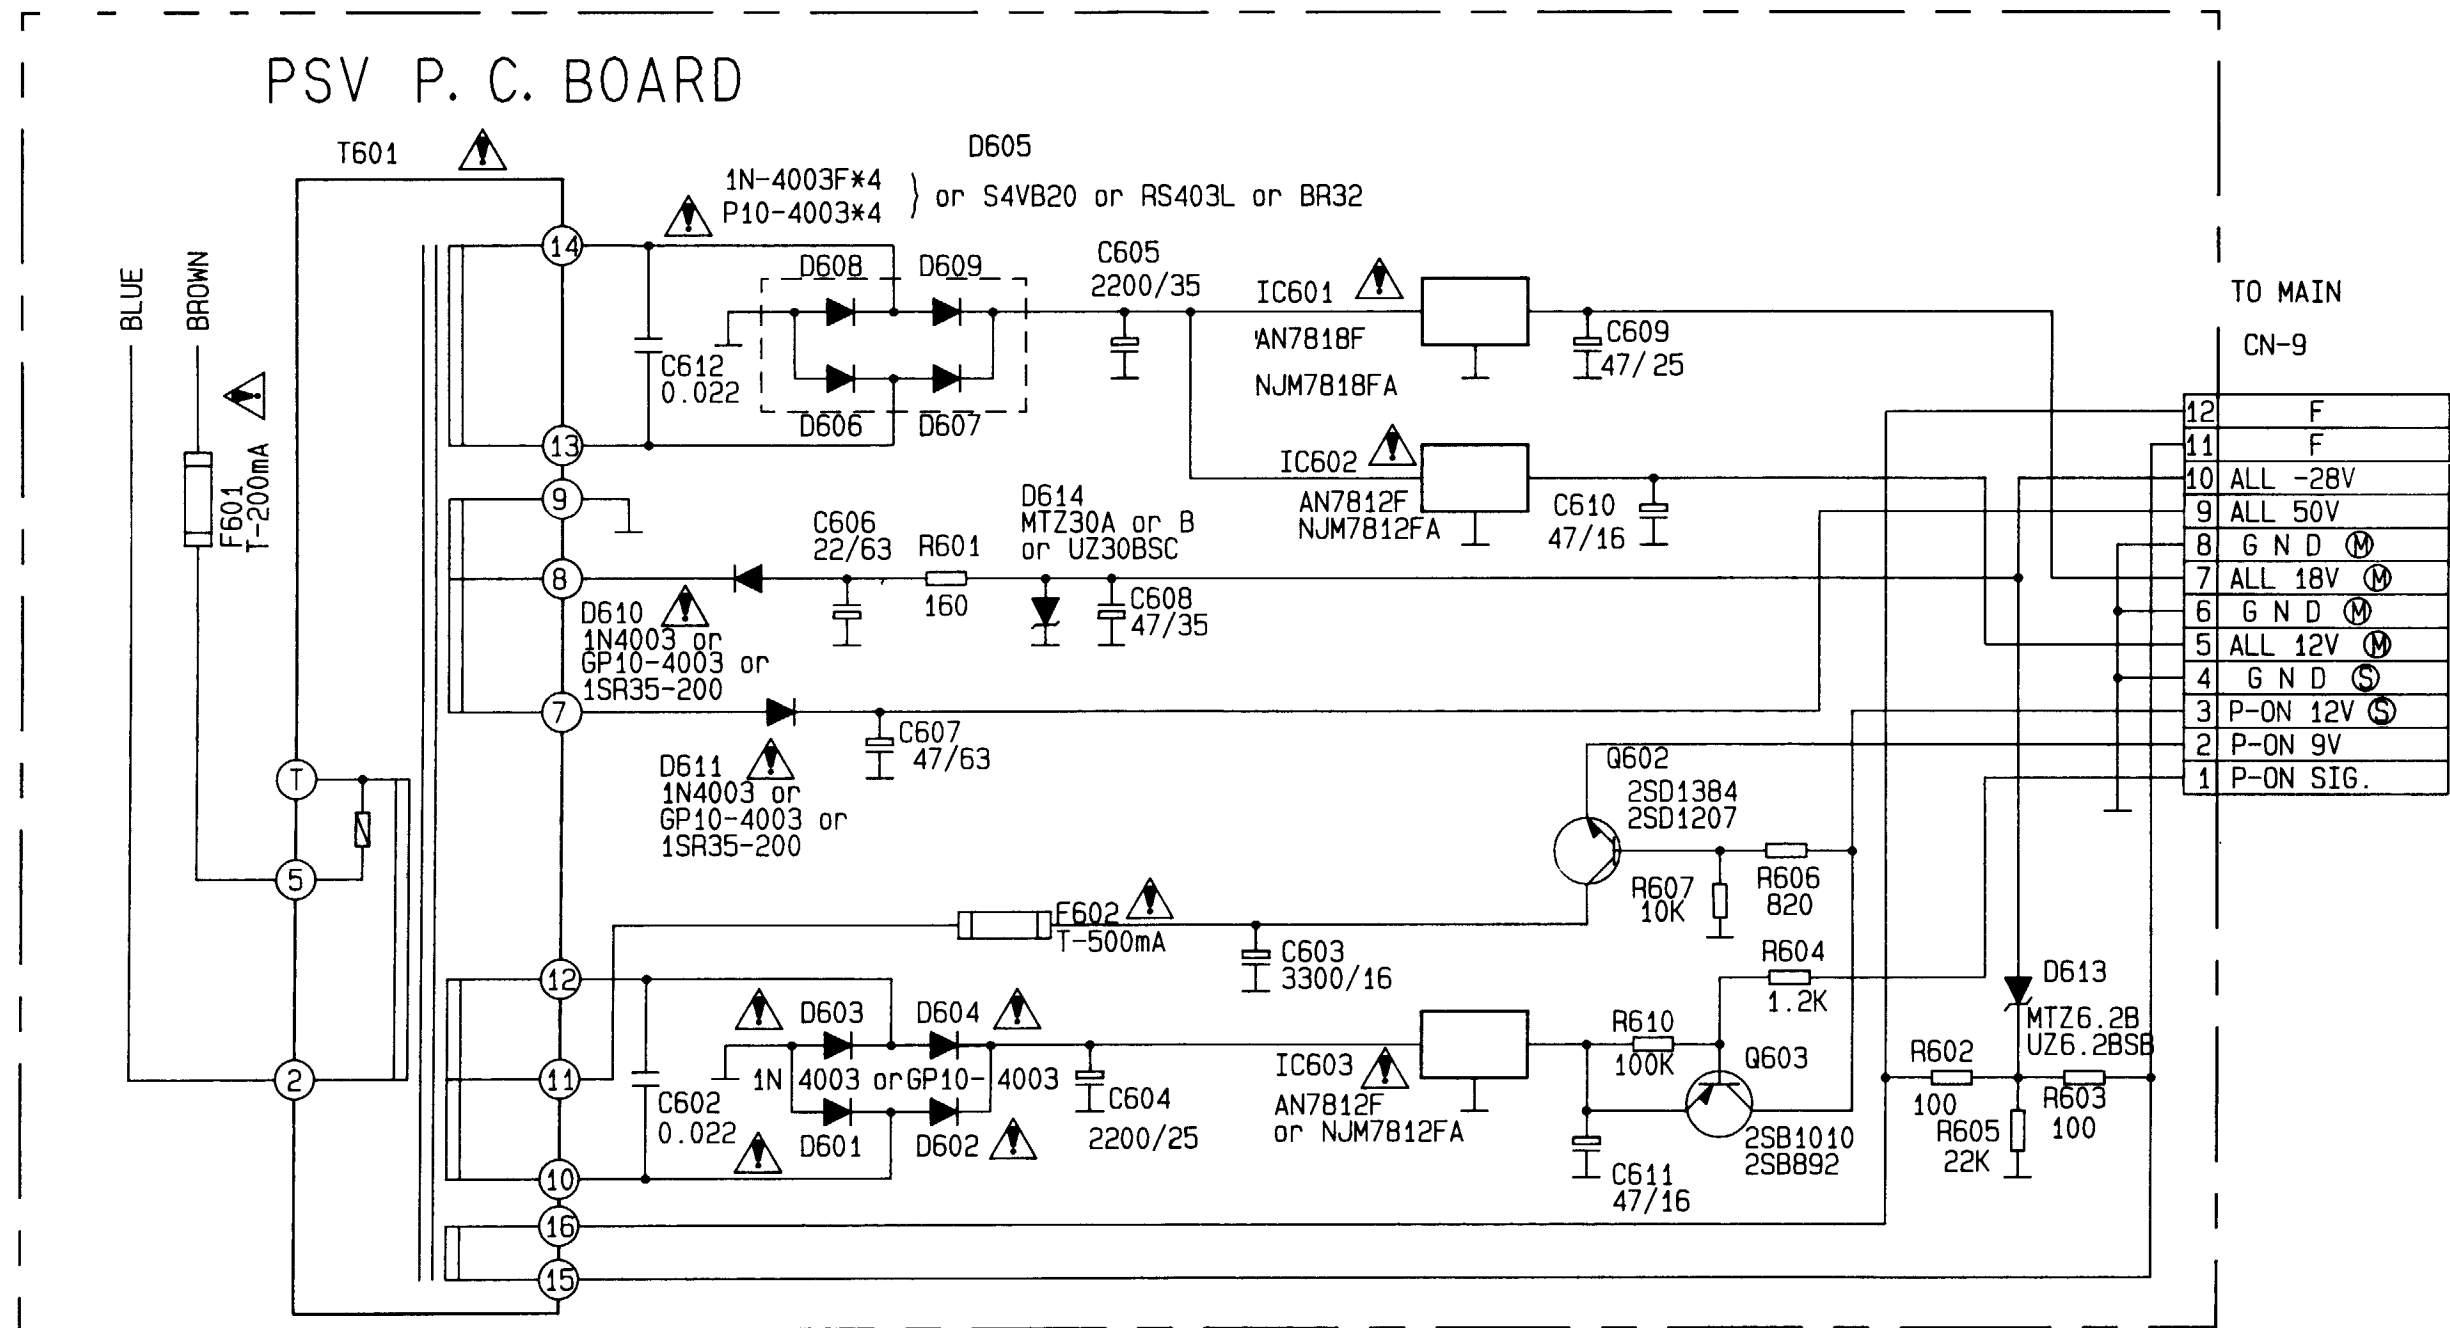 PSV P. C. BOARD
T601
D605
1N-4003F*4
P10-4003*4
} or S4VB20 or RS403L or BR32
BLUE
BROWN
F601
T-200mA
14
13
9
8
7
T
5
2
12
11
10
16
15
C612
0.022
D608
D609
D606
D607
C605
2200/35
IC601
AN7818F
NJM7818FA
C609
47/25
IC602
AN7812F
NJM7812FA
C610
47/16
C606
22/63
R601
160
D614
MTZ30A or B
or UZ30BSC
C608
47/35
D610
1N4003 or
GP10-4003 or
1SR35-200
C607
47/63
D611
1N4003 or
GP10-4003 or
1SR35-200
Q602
2SD1384
2SD1207
R607
10K
R606
820
F602
T-500mA
C603
3300/16
R604
1.2K
C602
0.022
D603
D604
1N 4003 or GP10- 4003
D601
D602
C604
2200/25
IC603
AN7812F
or NJM7812FA
R610
100K
Q603
2SB1010
2SB892
C611
47/16
D613
MTZ6.2B
UZ6.2BSB
R602
100
R603
100
R605
22K
TO MAIN
CN-9
12 F
11 F
10 ALL -28V
9 ALL 50V
8 G N D M
7 ALL 18V M
6 G N D M
5 ALL 12V M
4 G N D S
3 P-ON 12V S
2 P-ON 9V
1 P-ON SIG.